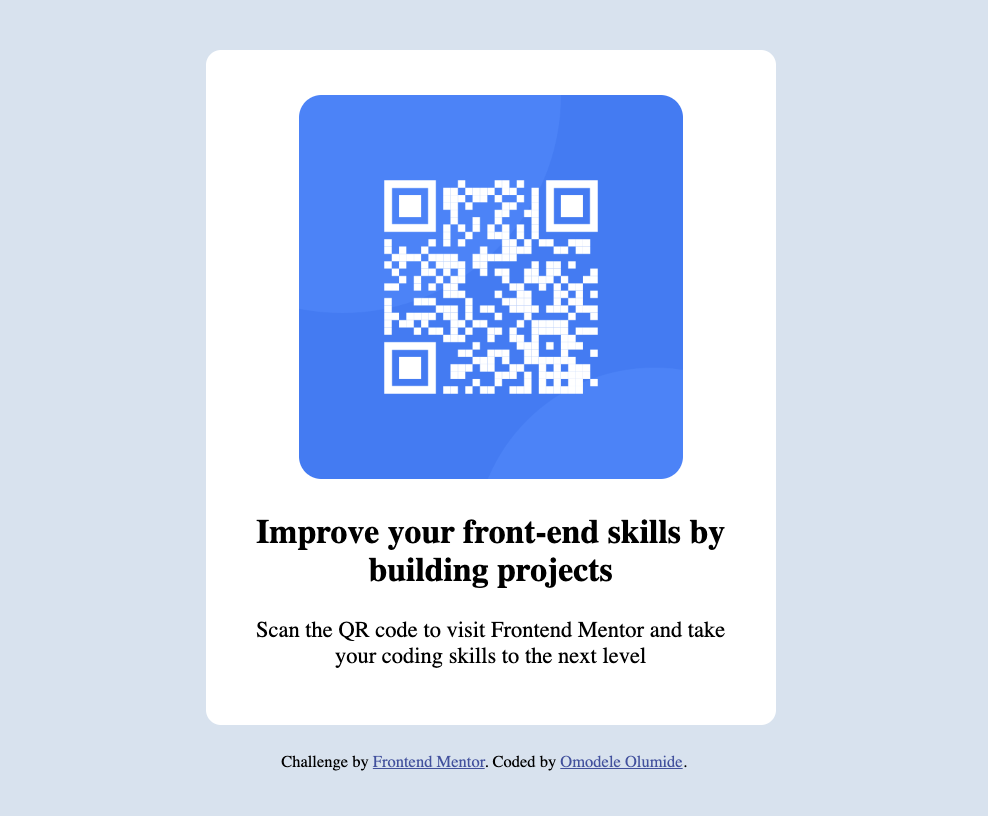 Improve your front-end skills by
building projects
Scan the QR code to visit Frontend Mentor and take
your coding skills to the next level
Challenge by Frontend Mentor. Coded by Omodele Olumide.